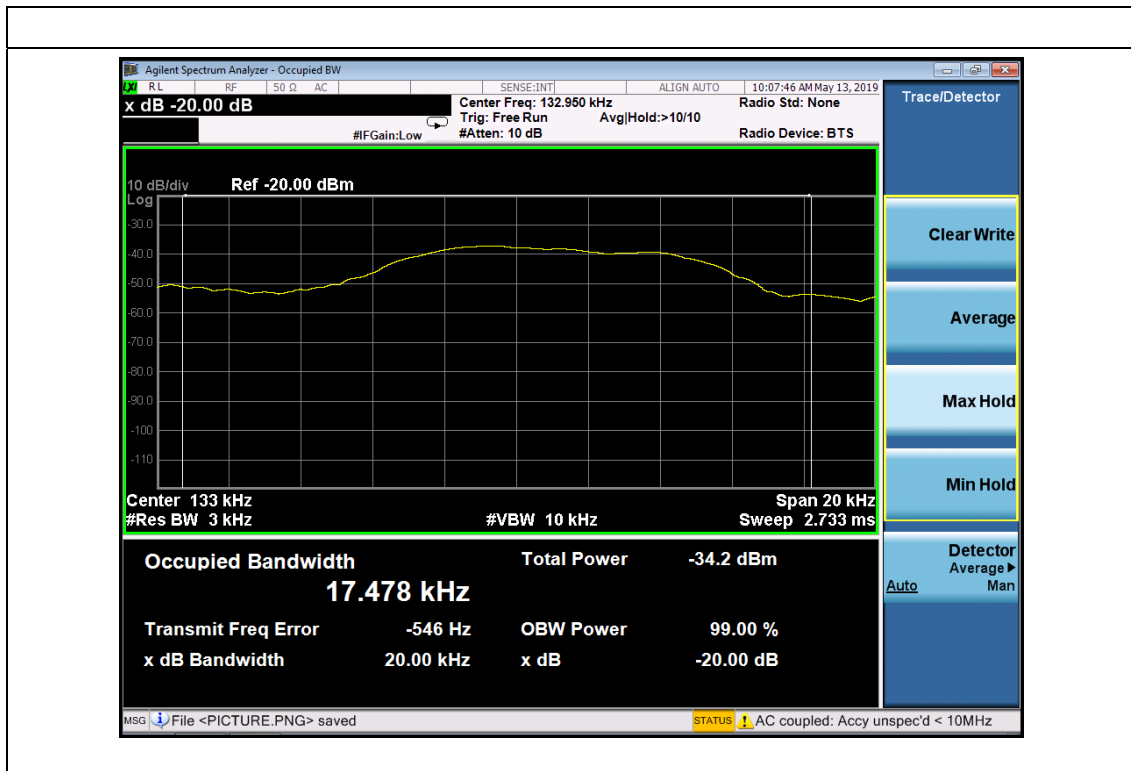 Agilent Spectrum Analyzer - Occupied BW
LXI RL RF 50 Ω AC SENSE:INT ALIGN AUTO 10:07:46 AM May 13, 2019
x dB -20.00 dB
Center Freq: 132.950 kHz
Radio Std: None
Trig: Free Run
Avg|Hold:>10/10
#IFGain:Low
#Atten: 10 dB
Radio Device: BTS
10 dB/div
Ref -20.00 dBm
Log
-30.0
-40.0
-50.0
-60.0
-70.0
-80.0
-90.0
-100
-110
Center 133 kHz
Span 20 kHz
#Res BW 3 kHz
#VBW 10 kHz
Sweep 2.733 ms
Occupied Bandwidth
Total Power -34.2 dBm
17.478 kHz
Transmit Freq Error -546 Hz
OBW Power 99.00 %
x dB Bandwidth 20.00 kHz
x dB -20.00 dB
Trace/Detector
Clear Write
Average
Max Hold
Min Hold
Detector
Average
Auto Man
MSG File <PICTURE.PNG> saved
STATUS AC coupled: Accy unspec'd < 10MHz